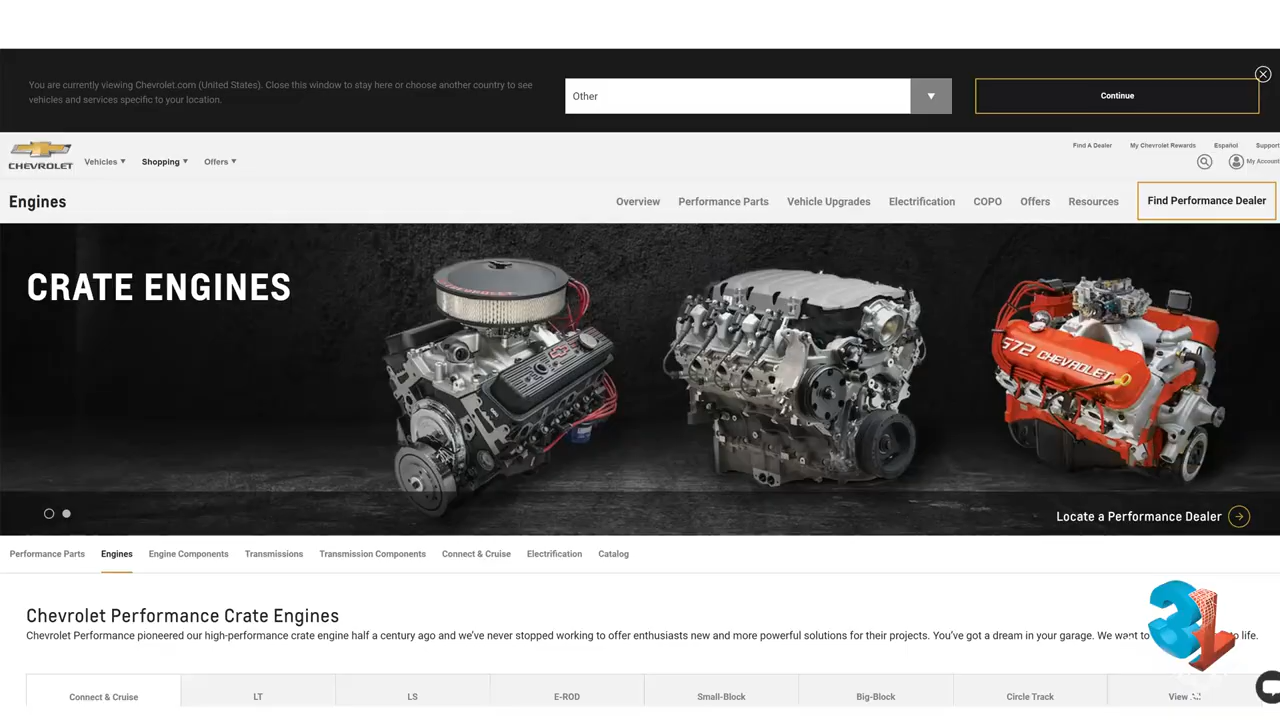 You are currently viewing Chevrolet.com (United States). Close this window to stay here or choose another country to see
vehicles and services specific to your location.
Other
Continue
CHEVROLET
Vehicles
Shopping
Offers
Find A Dealer
My Chevrolet Rewards
Español
Support
My Account
Engines
Overview
Performance Parts
Vehicle Upgrades
Electrification
COPO
Offers
Resources
Find Performance Dealer
CRATE ENGINES
572 CHEVROLET
Locate a Performance Dealer
Performance Parts
Engines
Engine Components
Transmissions
Transmission Components
Connect & Cruise
Electrification
Catalog
Chevrolet Performance Crate Engines
Chevrolet Performance pioneered our high-performance crate engine half a century ago and we've never stopped working to offer enthusiasts new and more powerful solutions for their projects. You've got a dream in your garage. We want to to life.
3L
Connect & Cruise
LT
LS
E-ROD
Small-Block
Big-Block
Circle Track
View All